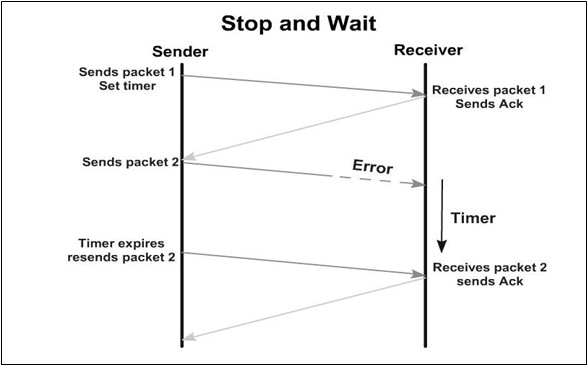 Stop and Wait
Sender
Receiver
Sends packet 1
Set timer
Receives packet 1
Sends Ack
Sends packet 2
Error
Timer
Timer expires
resends packet 2
Receives packet 2
sends Ack